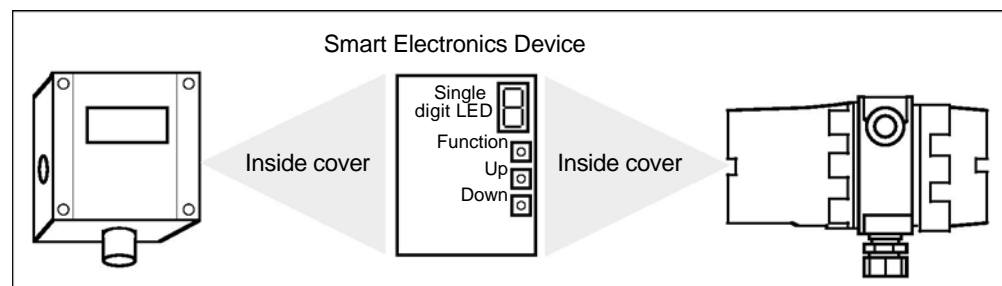 Smart Electronics Device
Single
digit LED
Function
Up
Down
Inside cover
Inside cover